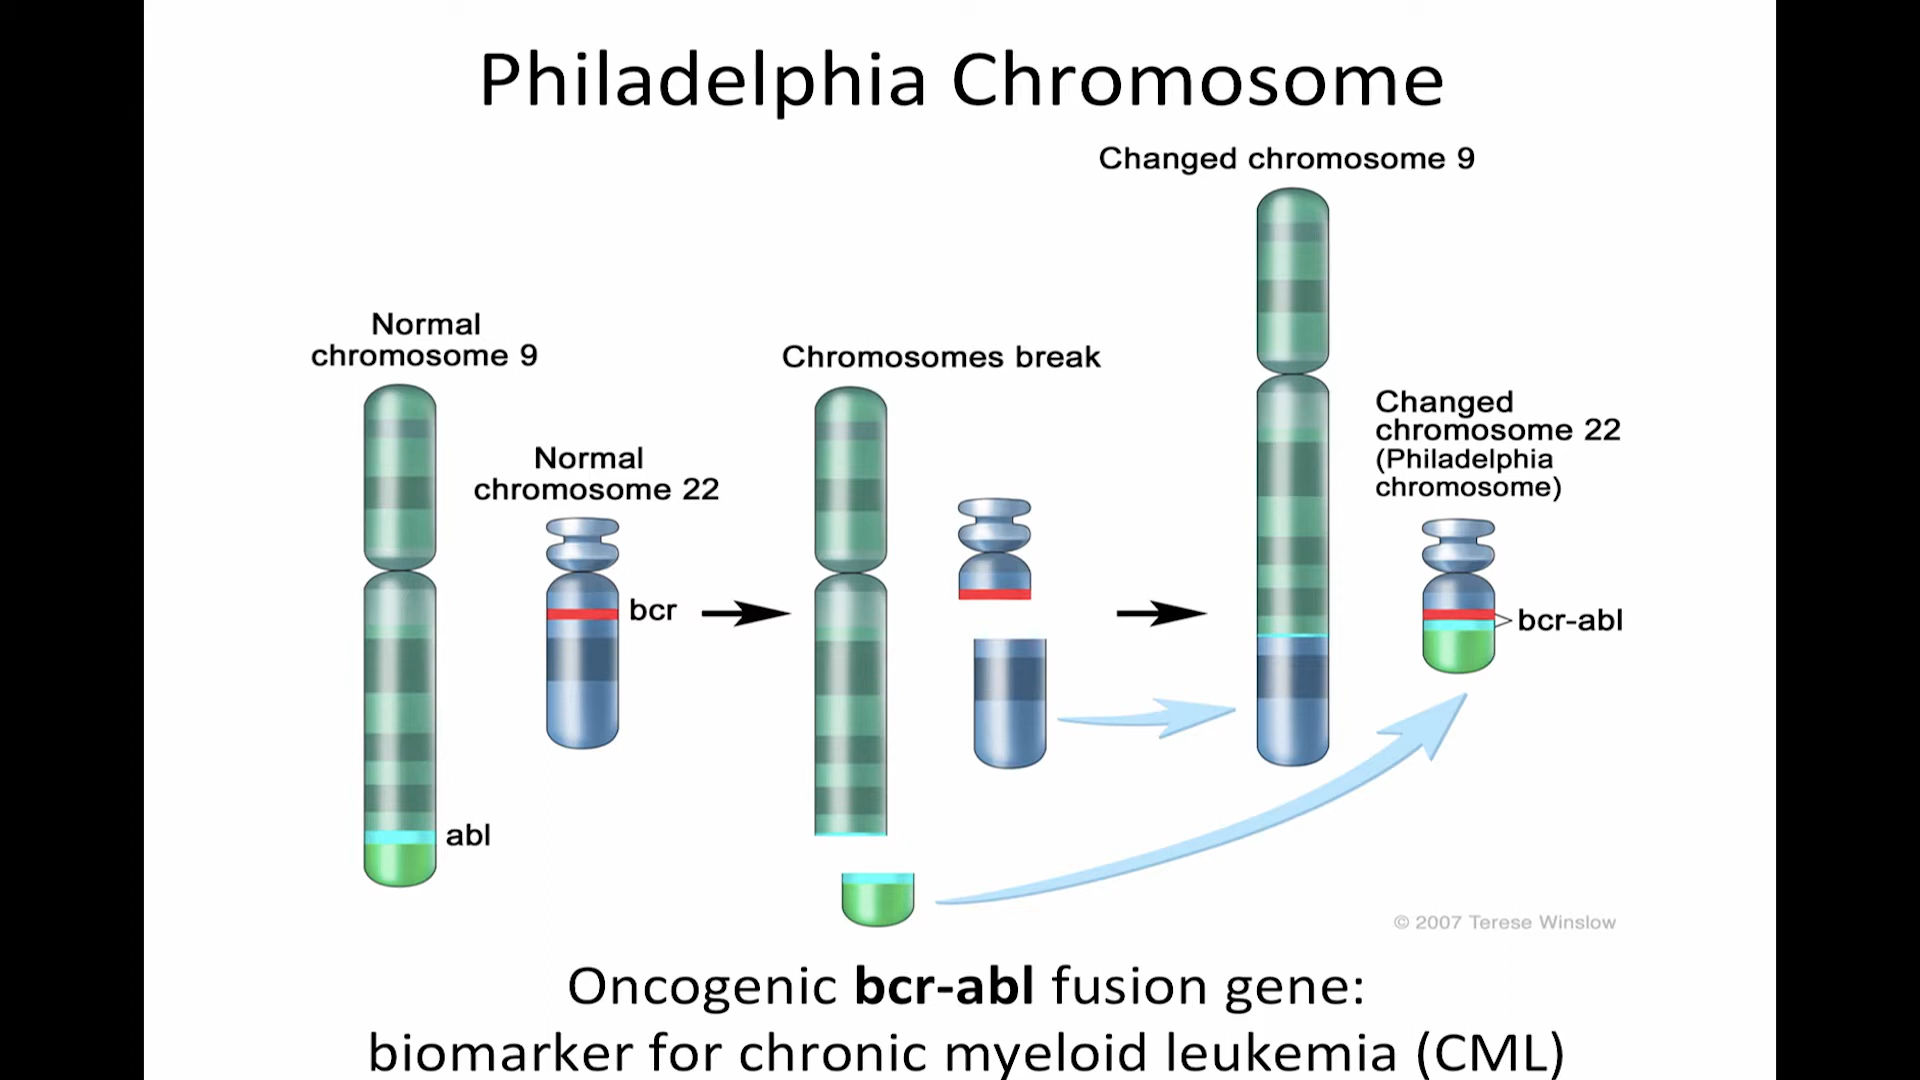 Philadelphia Chromosome
Changed chromosome 9
Normal
chromosome 9
Chromosomes break
Changed
chromosome 22
(Philadelphia
chromosome)
Normal
chromosome 22
bcr
bcr-abl
abl
© 2007 Terese Winslow
Oncogenic bcr-abl fusion gene:
biomarker for chronic myeloid leukemia (CML)